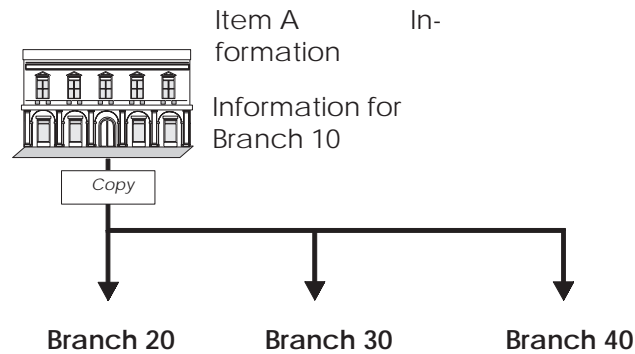 Item A In-
formation
Information for
Branch 10
Copy
Branch 20 Branch 30 Branch 40